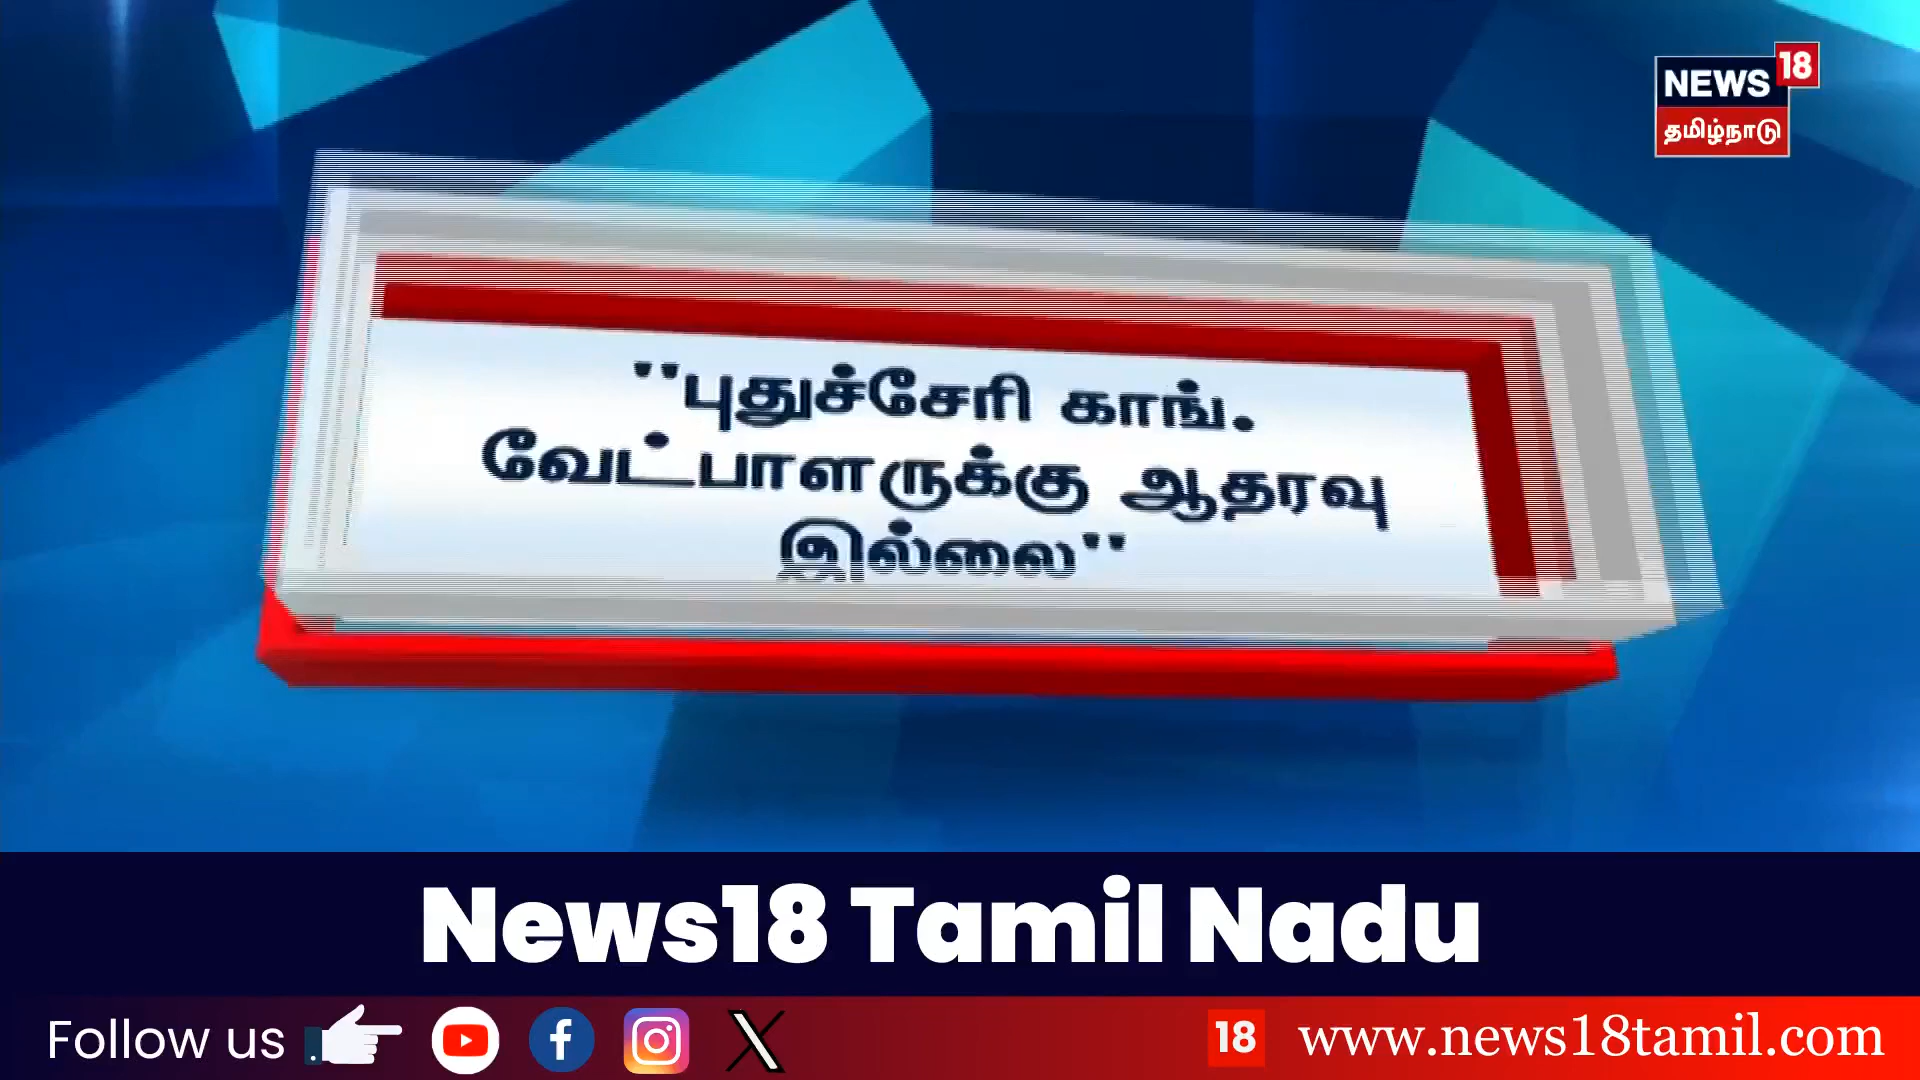 NEWS 18
தமிழ்நாடு
"புதுச்சேரி காங்.
வேட்பாளருக்கு ஆதரவு
இல்லை"
News18 Tamil Nadu
Follow us
18 www.news18tamil.com